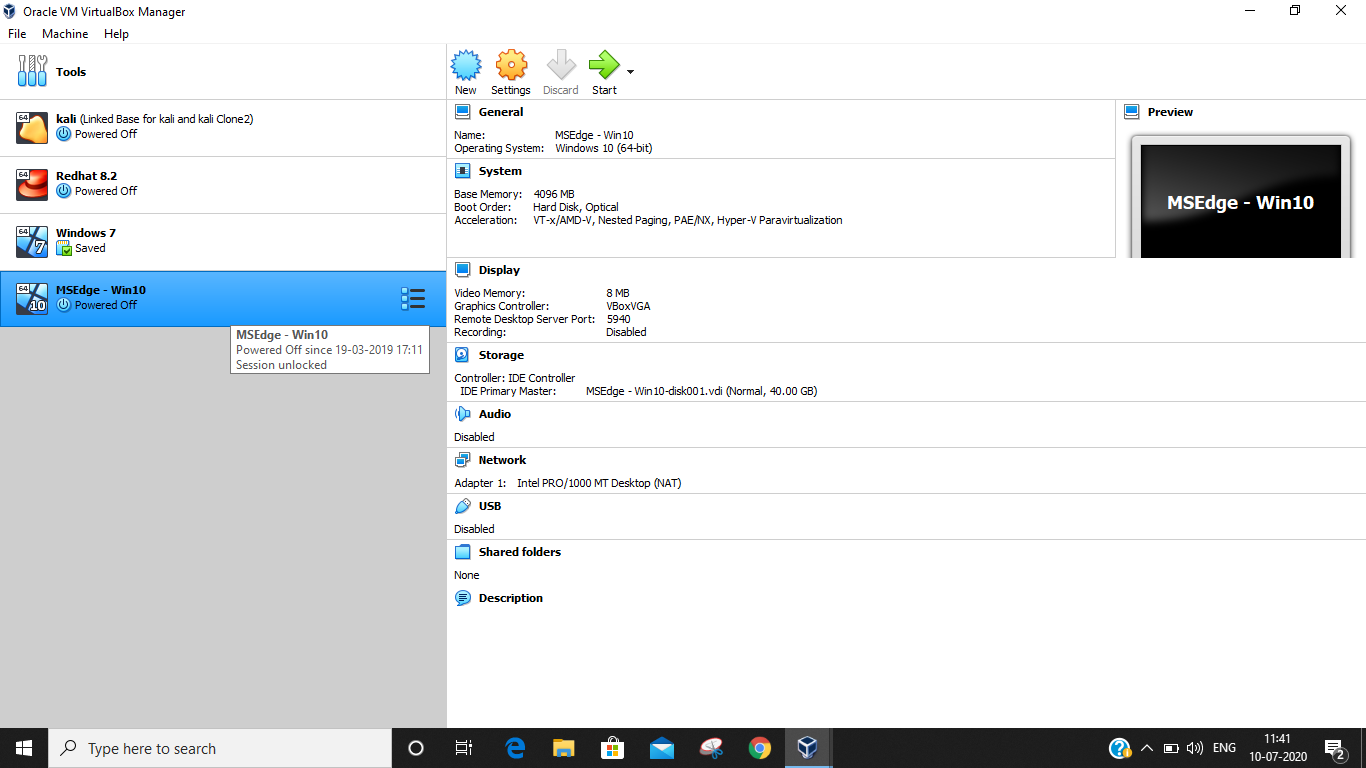 Oracle VM VirtualBox Manager
File Machine Help
Tools
New Settings Discard Start
64
kali (Linked Base for kali and kali Clone2)
Powered Off
64
Redhat 8.2
Powered Off
64
7
Windows 7
Saved
64
10
MSEdge - Win10
Powered Off
MSEdge - Win10
Powered Off since 19-03-2019 17:11
Session unlocked
General
Name: MSEdge - Win10
Operating System: Windows 10 (64-bit)
Preview
MSEdge - Win10
System
Base Memory: 4096 MB
Boot Order: Hard Disk, Optical
Acceleration: VT-x/AMD-V, Nested Paging, PAE/NX, Hyper-V Paravirtualization
Display
Video Memory: 8 MB
Graphics Controller: VBoxVGA
Remote Desktop Server Port: 5940
Recording: Disabled
Storage
Controller: IDE Controller
IDE Primary Master: MSEdge - Win10-disk001.vdi (Normal, 40.00 GB)
Audio
Disabled
Network
Adapter 1: Intel PRO/1000 MT Desktop (NAT)
USB
Disabled
Shared folders
None
Description
Type here to search
ENG
11:41
10-07-2020
2